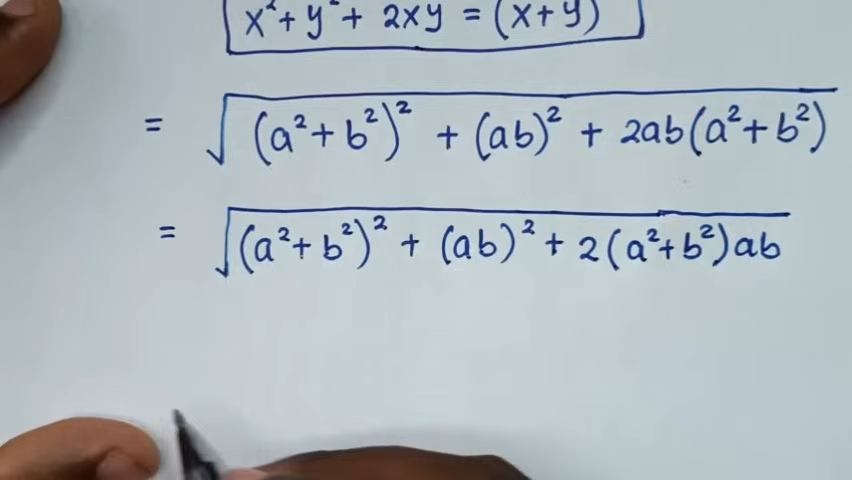 x²+ y²+ 2xy = (x+y)
= √(a²+b²)² + (ab)² + 2ab(a²+b²)
= √(a²+b²)² + (ab)² + 2(a²+b²)ab